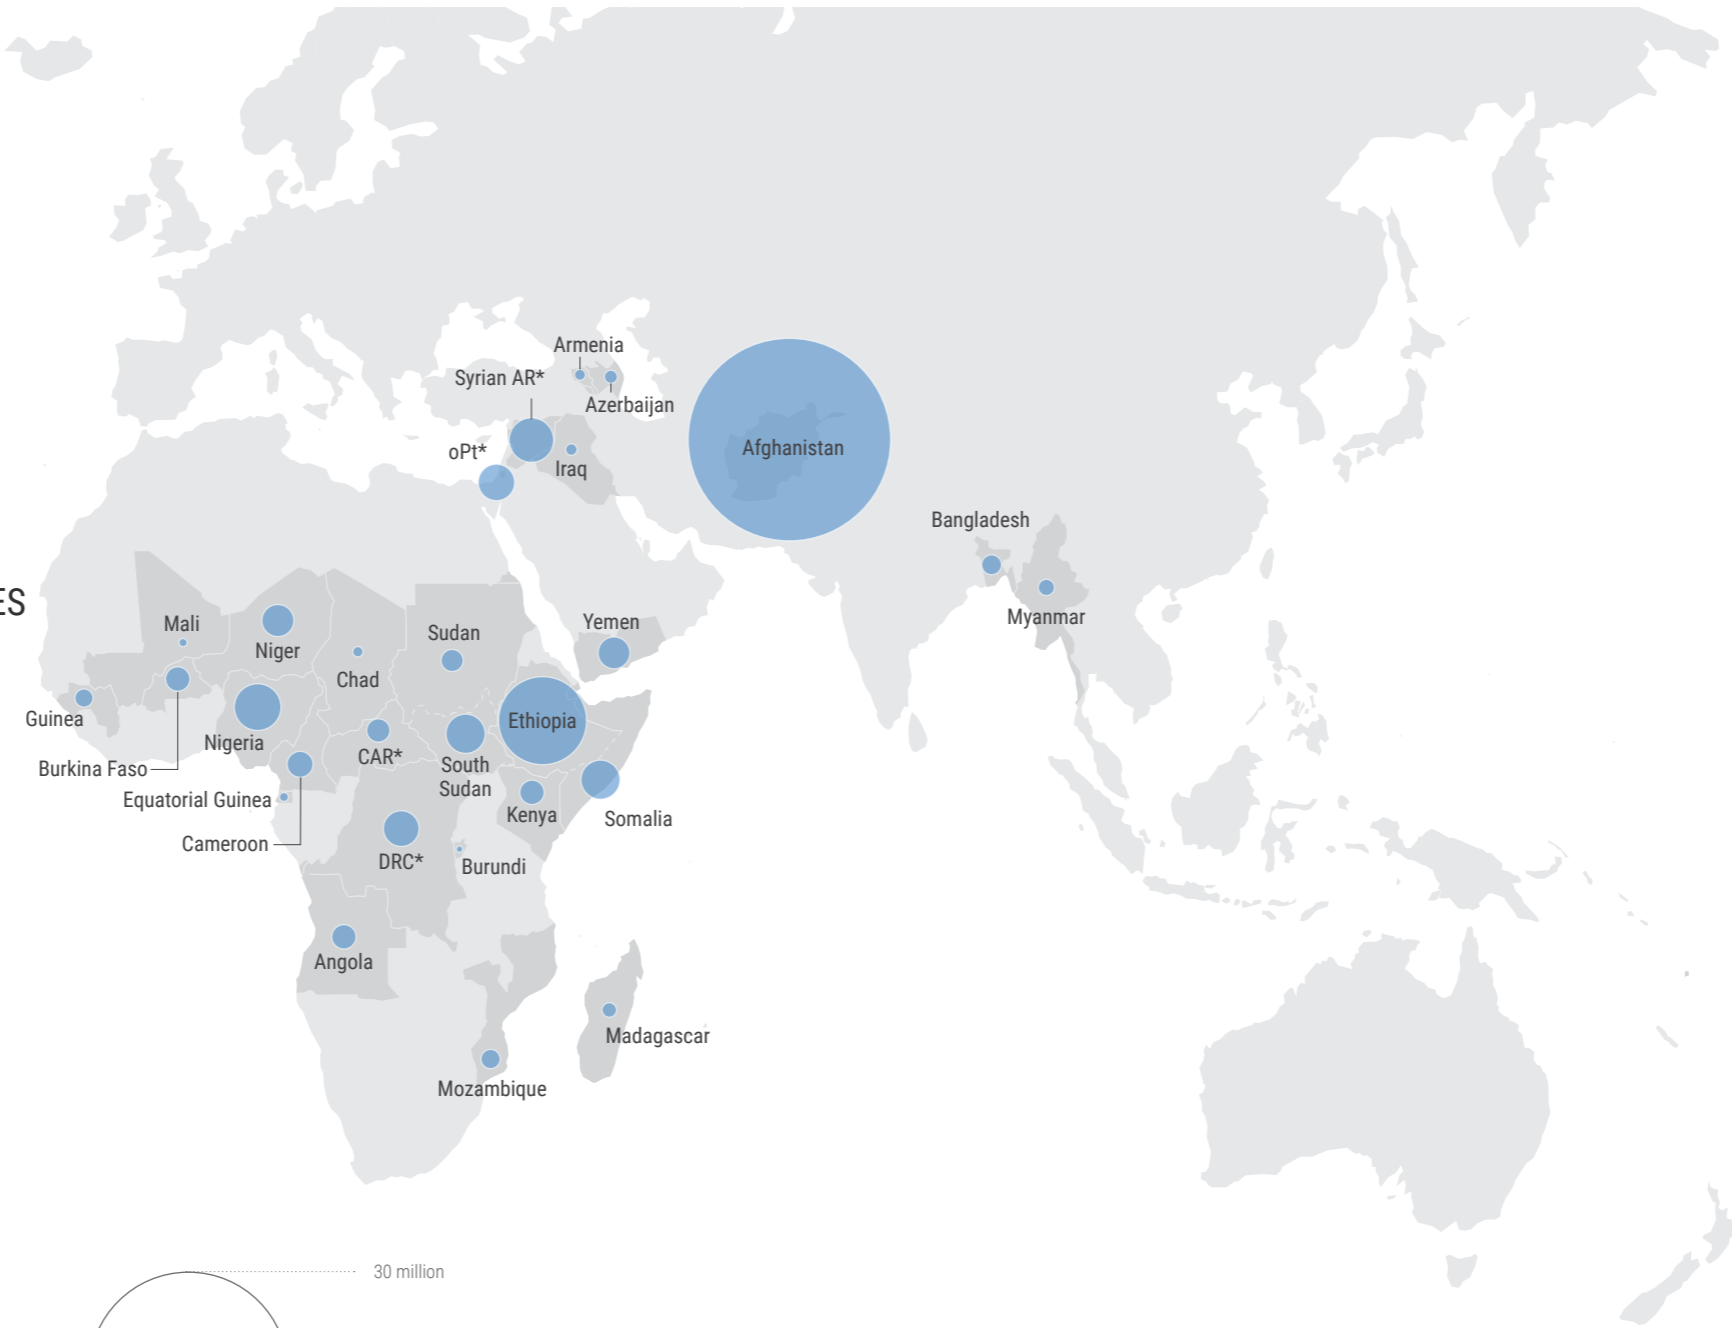 Armenia
Syrian AR*
Azerbaijan
oPt*
Iraq
Afghanistan
Bangladesh
Myanmar
ES
Mali
Niger
Chad
Sudan
Yemen
Guinea
Nigeria
Burkina Faso
CAR*
South
Sudan
Ethiopia
Equatorial Guinea
Kenya
Somalia
Cameroon
DRC*
Burundi
Angola
Madagascar
Mozambique
30 million